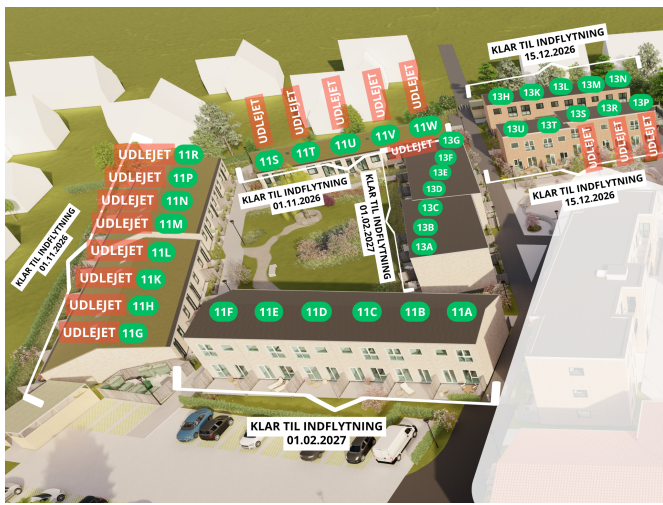 KLAR TIL INDFLYTNING
15.12.2026
13H
13K
13L
13M
13N
13U
13T
13S
13R
13P
UDLEJET
UDLEJET
UDLEJET
KLAR TIL INDFLYTNING
15.12.2026
UDLEJET
UDLEJET
UDLEJET
UDLEJET
UDLEJET
11S
11T
11U
11V
11W
KLAR TIL INDFLYTNING
01.11.2026
UDLEJET 13G
13F
13E
13D
13C
13B
13A
KLAR TIL INDFLYTNING
01.02.2027
UDLEJET 11R
UDLEJET 11P
UDLEJET 11N
UDLEJET 11M
UDLEJET 11L
UDLEJET 11K
UDLEJET 11H
UDLEJET 11G
KLAR TIL INDFLYTNING
01.11.2026
11F
11E
11D
11C
11B
11A
KLAR TIL INDFLYTNING
01.02.2027